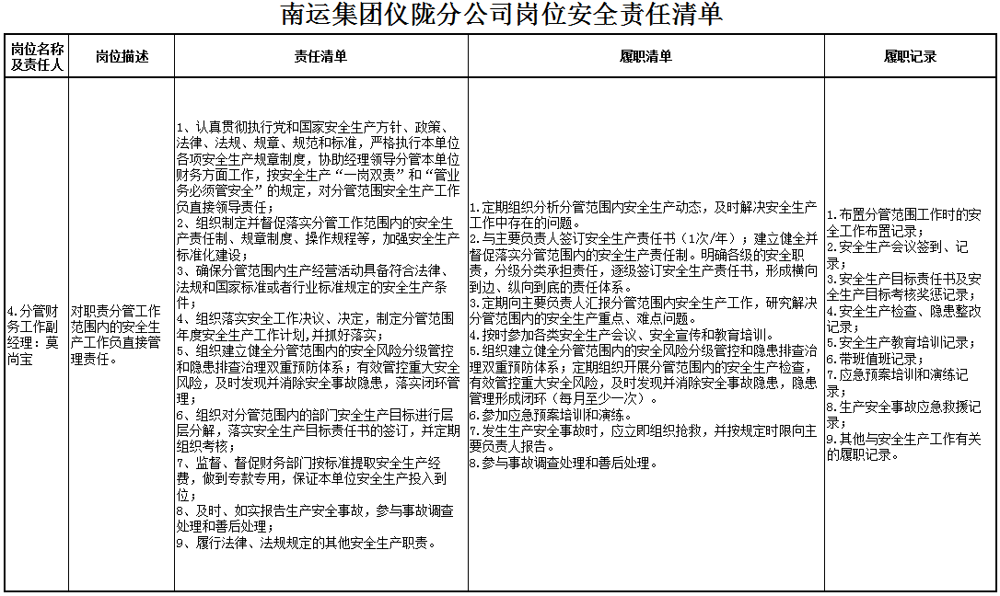 南运集团仪陇分公司岗位安全责任清单
岗位名称
及责任人
岗位描述
责任清单
履职清单
履职记录
4.分管财
务工作副
经理：莫
尚宝
对职责分管工作
范围内的安全生
产工作负直接管
理责任。
1、认真贯彻执行党和国家安全生产方针、政策、
法律、法规、规章、规范和标准，严格执行本单位
各项安全生产规章制度，协助经理领导分管本单位
财务方面工作，按安全生产“一岗双责”和“管业
务必须管安全”的规定，对分管范围安全生产工作
负直接领导责任；
2、组织制定并督促落实分管工作范围内的安全生
产责任制、规章制度、操作规程等，加强安全生产
标准化建设；
3、确保分管范围内生产经营活动具备符合法律、
法规和国家标准或者行业标准规定的安全生产条
件；
4、组织落实安全工作决议、决定，制定分管范围
年度安全生产工作计划,并抓好落实；
5、组织建立健全分管范围内的安全风险分级管控
和隐患排查治理双重预防体系；有效管控重大安全
风险，及时发现并消除安全事故隐患，落实闭环管
理；
6、组织对分管范围内的部门安全生产目标进行层
层分解，落实安全生产目标责任书的签订，并定期
组织考核；
7、监督、督促财务部门按标准提取安全生产经
费，做到专款专用，保证本单位安全生产投入到
位；
8、及时、如实报告生产安全事故，参与事故调查
处理和善后处理；
9、履行法律、法规规定的其他安全生产职责。
1.定期组织分析分管范围内安全生产动态，及时解决安全生产
工作中存在的问题。
2.与主要负责人签订安全生产责任书（1次/年）；建立健全并
督促落实分管范围内的安全生产责任制。明确各级的安全职
责，分级分类承担责任，逐级签订安全生产责任书，形成横向
到边、纵向到底的责任体系。
3.定期向主要负责人汇报分管范围内安全生产工作，研究解决
分管范围内的安全生产重点、难点问题。
4.按时参加各类安全生产会议、安全宣传和教育培训。
5.组织建立健全分管范围内的安全风险分级管控和隐患排查治
理双重预防体系；定期组织开展分管范围内的安全生产检查，
有效管控重大安全风险，及时发现并消除安全事故隐患，隐患
管理形成闭环（每月至少一次）。
6.参加应急预案培训和演练。
7.发生生产安全事故时，应立即组织抢救，并按规定时限向主
要负责人报告。
8.参与事故调查处理和善后处理。
1.布置分管范围工作时的安
全工作布置记录；
2.安全生产会议签到、记
录；
3.安全生产目标责任书及安
全生产目标考核奖惩记录；
4.安全生产检查、隐患整改
记录；
5.安全生产教育培训记录；
6.带班值班记录；
7.应急预案培训和演练记
录；
8.生产安全事故应急救援记
录；
9.其他与安全生产工作有关
的履职记录。